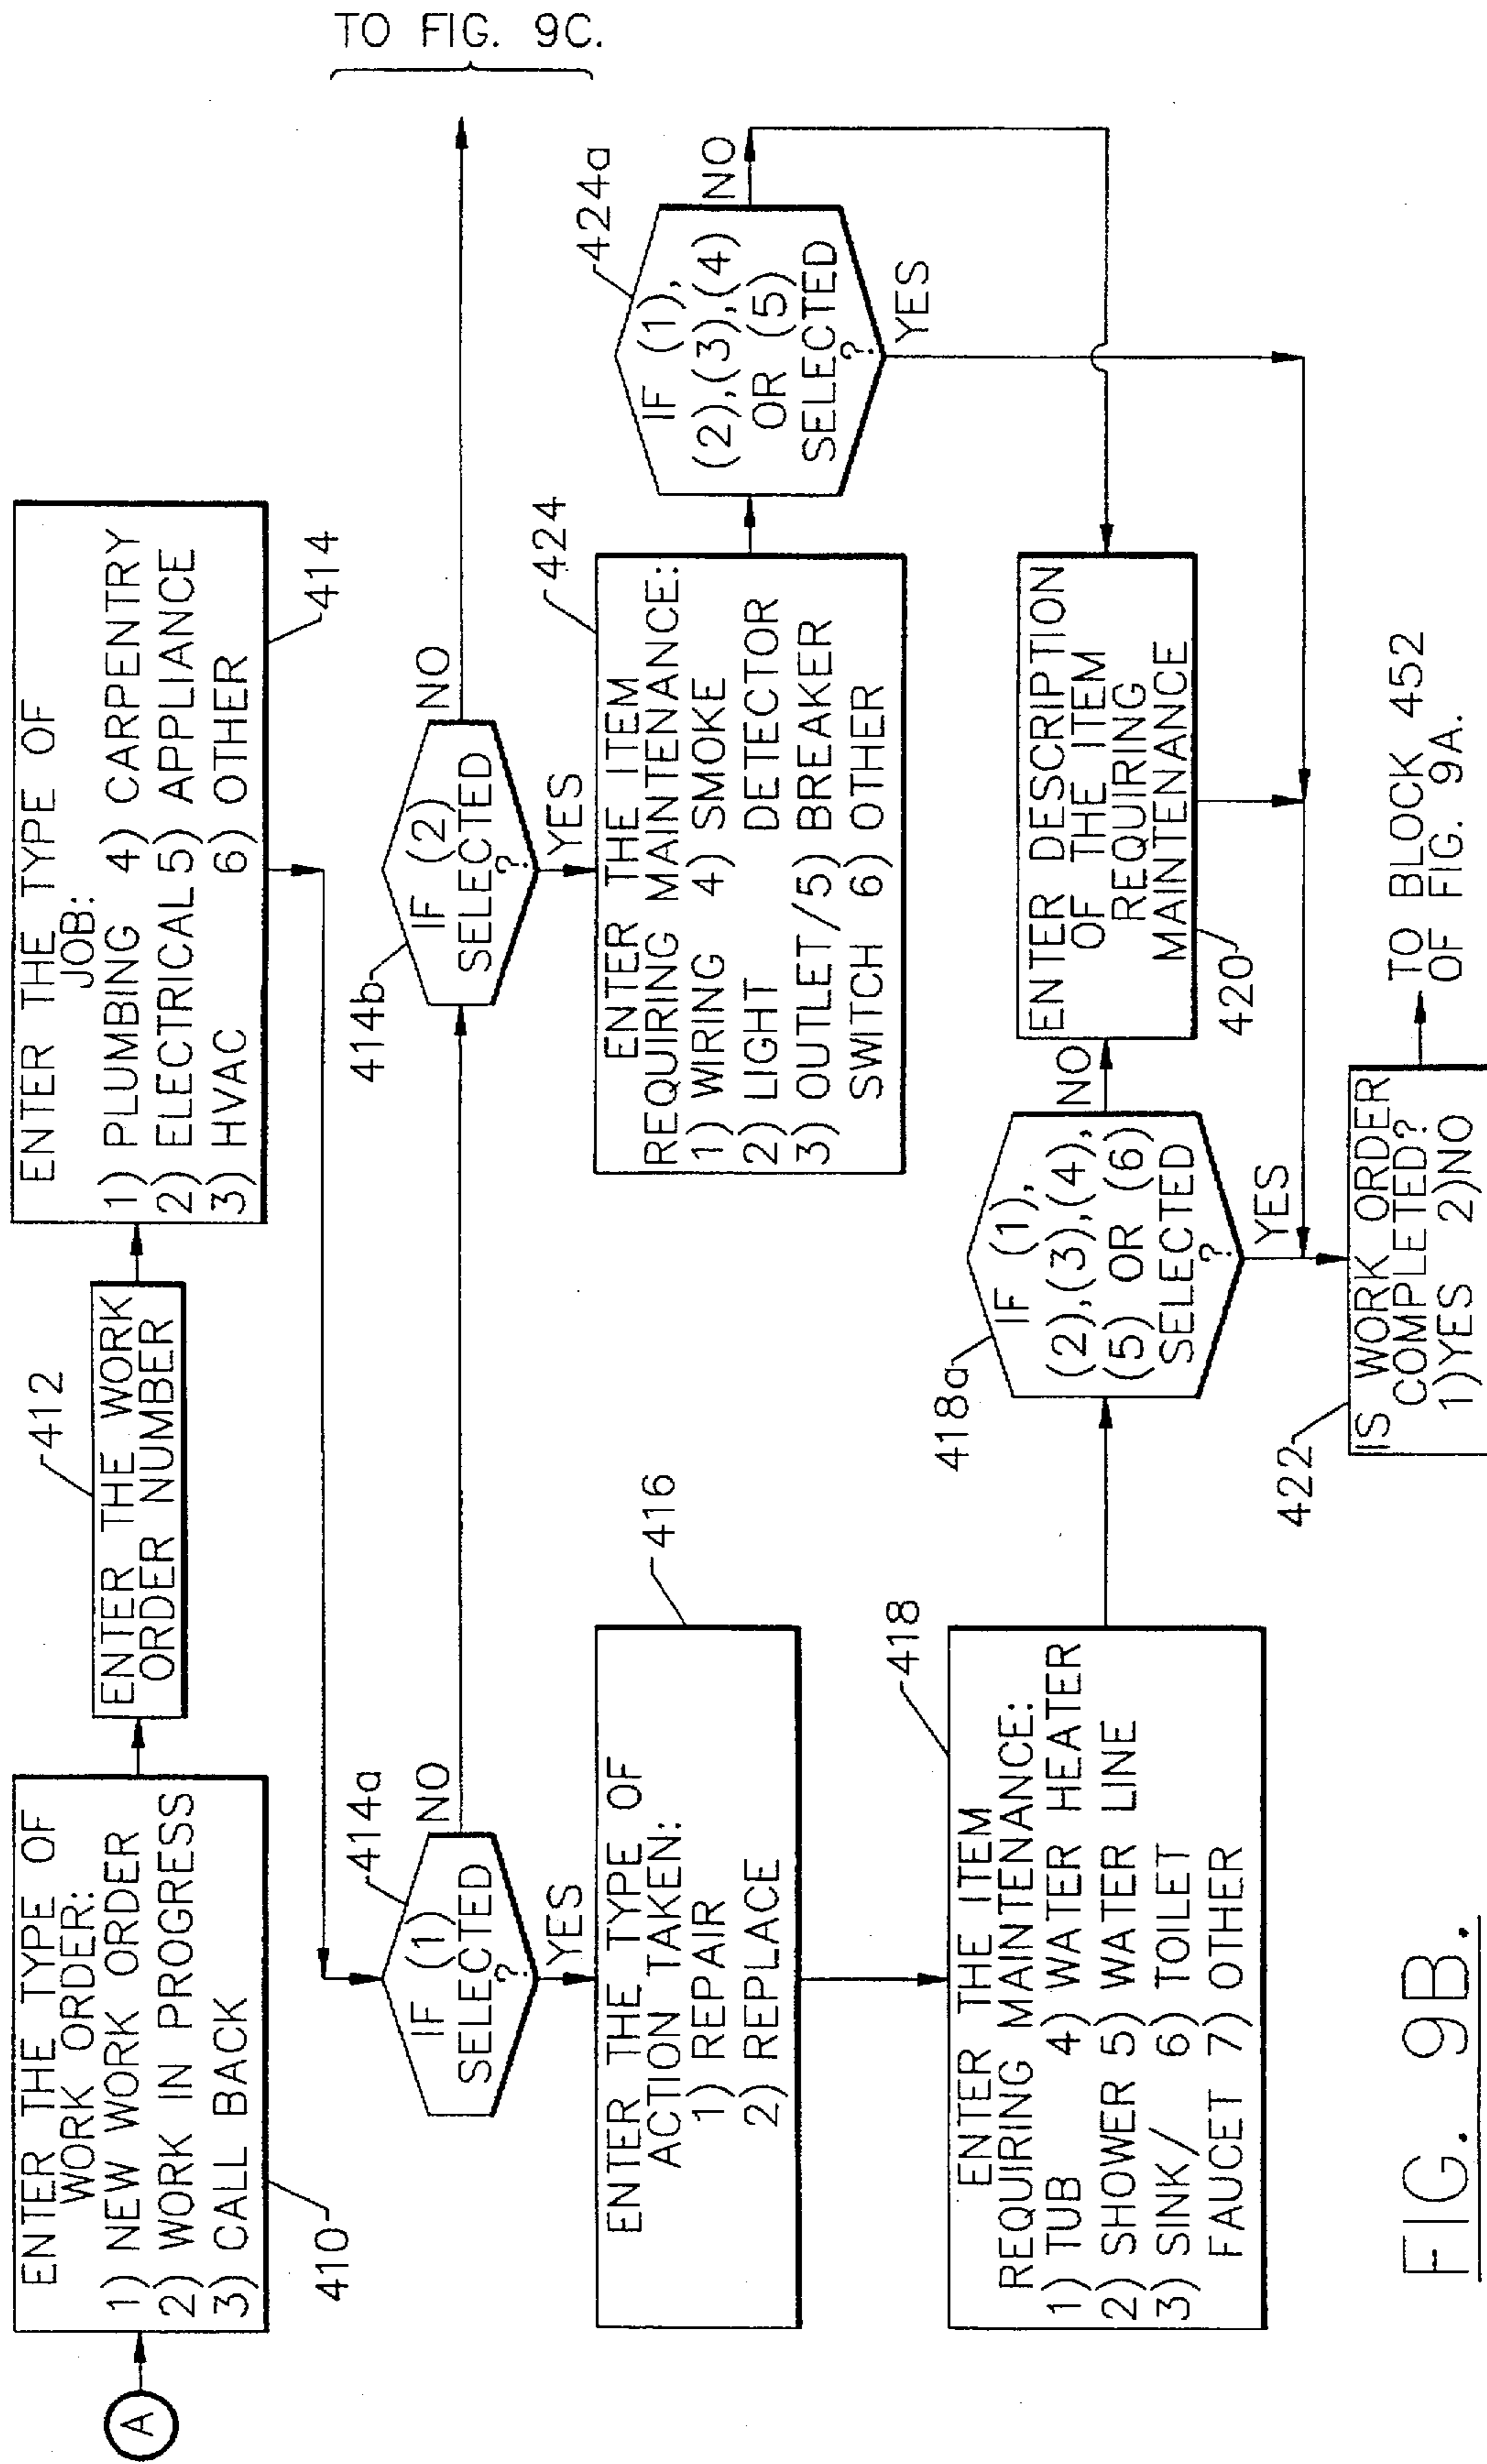 A
ENTER THE TYPE OF
WORK ORDER:
1) NEW WORK ORDER
2) WORK IN PROGRESS
3) CALL BACK
410
ENTER THE WORK
ORDER NUMBER
412
ENTER THE TYPE OF
JOB:
1) PLUMBING 4) CARPENTRY
2) ELECTRICAL 5) APPLIANCE
3) HVAC 6) OTHER
414
IF (1)
SELECTED
?
414a
NO
YES
IF (2)
SELECTED
?
414b
NO
YES
TO FIG. 9C.
ENTER THE TYPE OF
ACTION TAKEN:
1) REPAIR
2) REPLACE
416
ENTER THE ITEM
REQUIRING MAINTENANCE:
1) WIRING 4) SMOKE
2) LIGHT DETECTOR
3) OUTLET/ 5) BREAKER
SWITCH 6) OTHER
424
IF (1),
(2),(3),(4)
OR (5)
SELECTED
?
424a
NO
YES
ENTER THE ITEM
REQUIRING MAINTENANCE:
1) TUB 4) WATER HEATER
2) SHOWER 5) WATER LINE
3) SINK/ 6) TOILET
FAUCET 7) OTHER
418
IF (1),
(2),(3),(4),
(5) OR (6)
SELECTED
?
418a
NO
YES
ENTER DESCRIPTION
OF THE ITEM
REQUIRING
MAINTENANCE
420
IS WORK ORDER
COMPLETED?
1)YES 2)NO
422
TO BLOCK 452
OF FIG. 9A.
FIG. 9B.